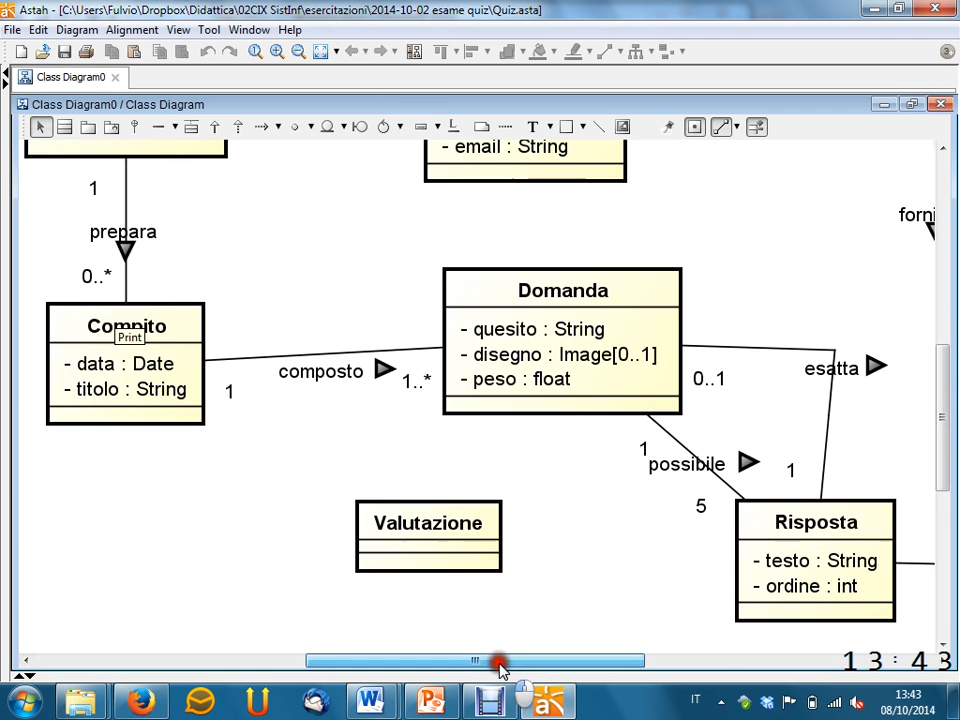 Astah - [C:\Users\Fulvio\Dropbox\Didattica\02CIX SistInf\esercitazioni\2014-10-02 esame quiz\Quiz.asta]
File Edit Diagram Alignment View Tool Window Help
Class Diagram0
Class Diagram0 / Class Diagram
T
- email : String
1
forni
prepara
0..*
Domanda
Compito
Print
- quesito : String
- disegno : Image[0..1]
- data : Date
composto
1..*
- peso : float
0..1
esatta
- titolo : String
1
1
possibile
1
5
Valutazione
Risposta
- testo : String
- ordine : int
13:43
IT
13:43
08/10/2014